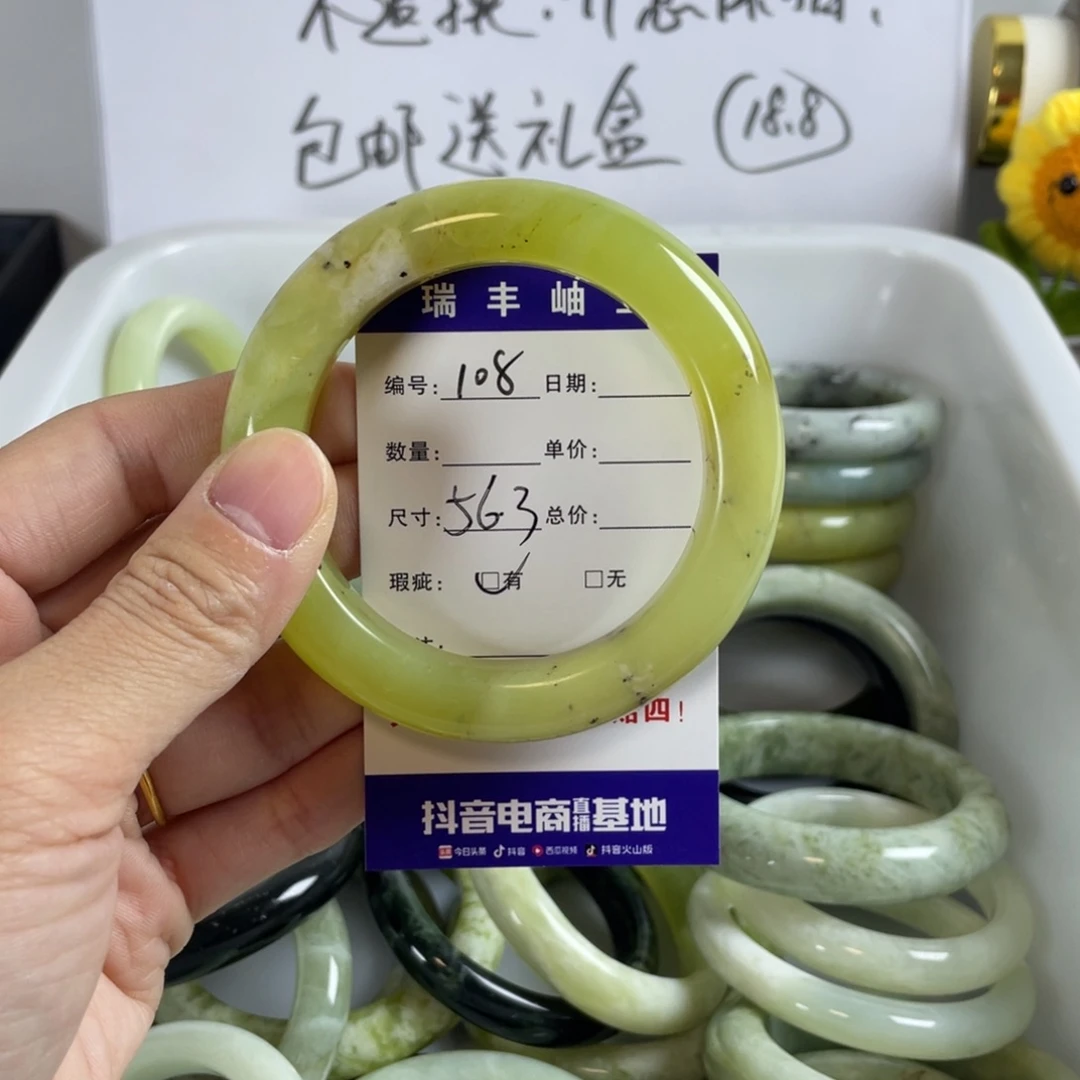 包邮送礼盒 18.8
瑞丰岫
编号: 108 日期:
数量: 单价:
尺寸: 56.3 总价:
瑕疵: 有 无
四!
抖音电商直播基地
今日头条 抖音 西瓜视频 抖音火山版